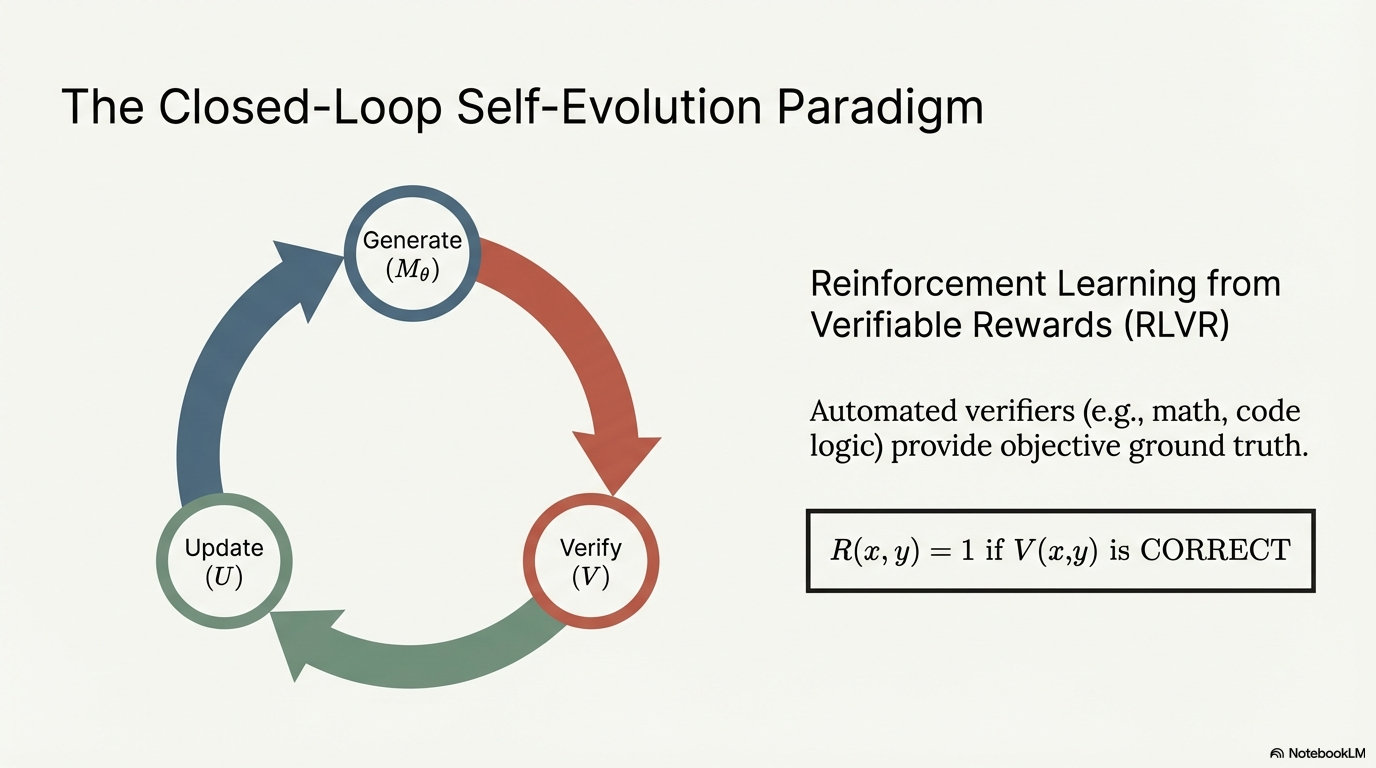 The Closed-Loop Self-Evolution Paradigm
Generate
(M_θ)
Verify
(V)
Update
(U)
Reinforcement Learning from
Verifiable Rewards (RLVR)
Automated verifiers (e.g., math, code
logic) provide objective ground truth.
R(x, y) = 1 if V(x,y) is CORRECT
NotebookLM